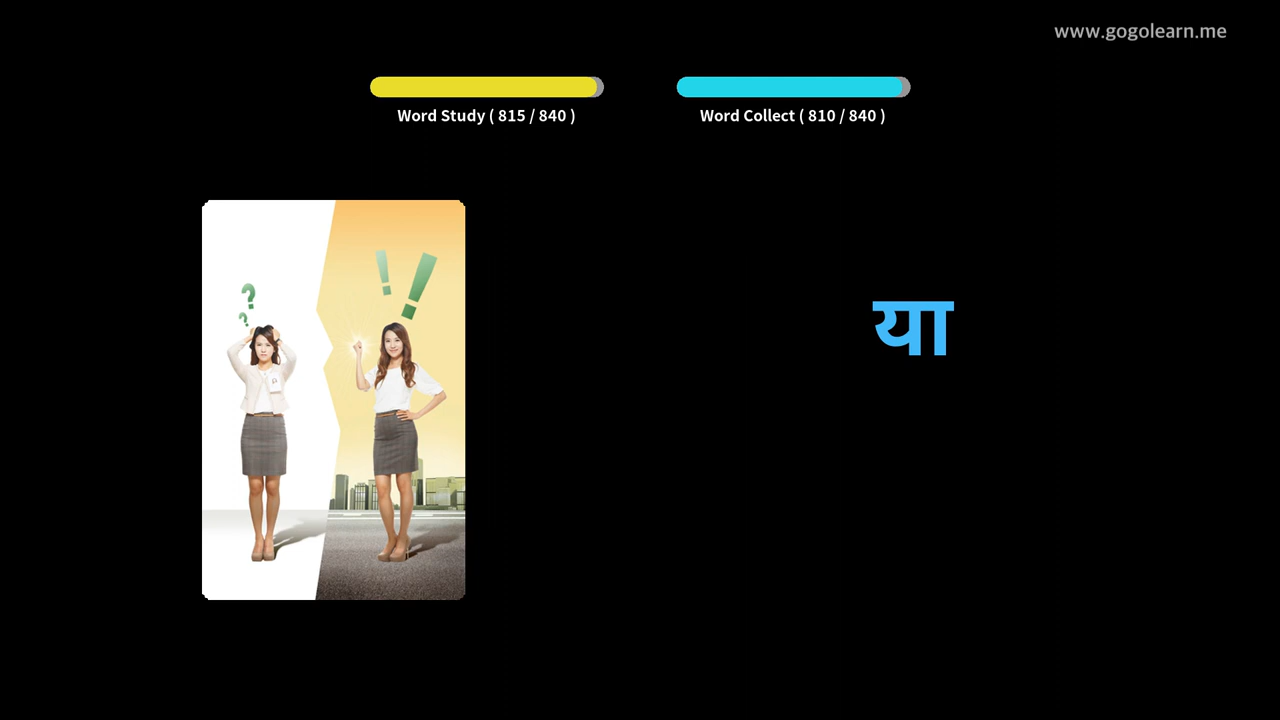 www.gogolearn.me
Word Study ( 815 / 840 )
Word Collect ( 810 / 840 )
? ?
! !
या